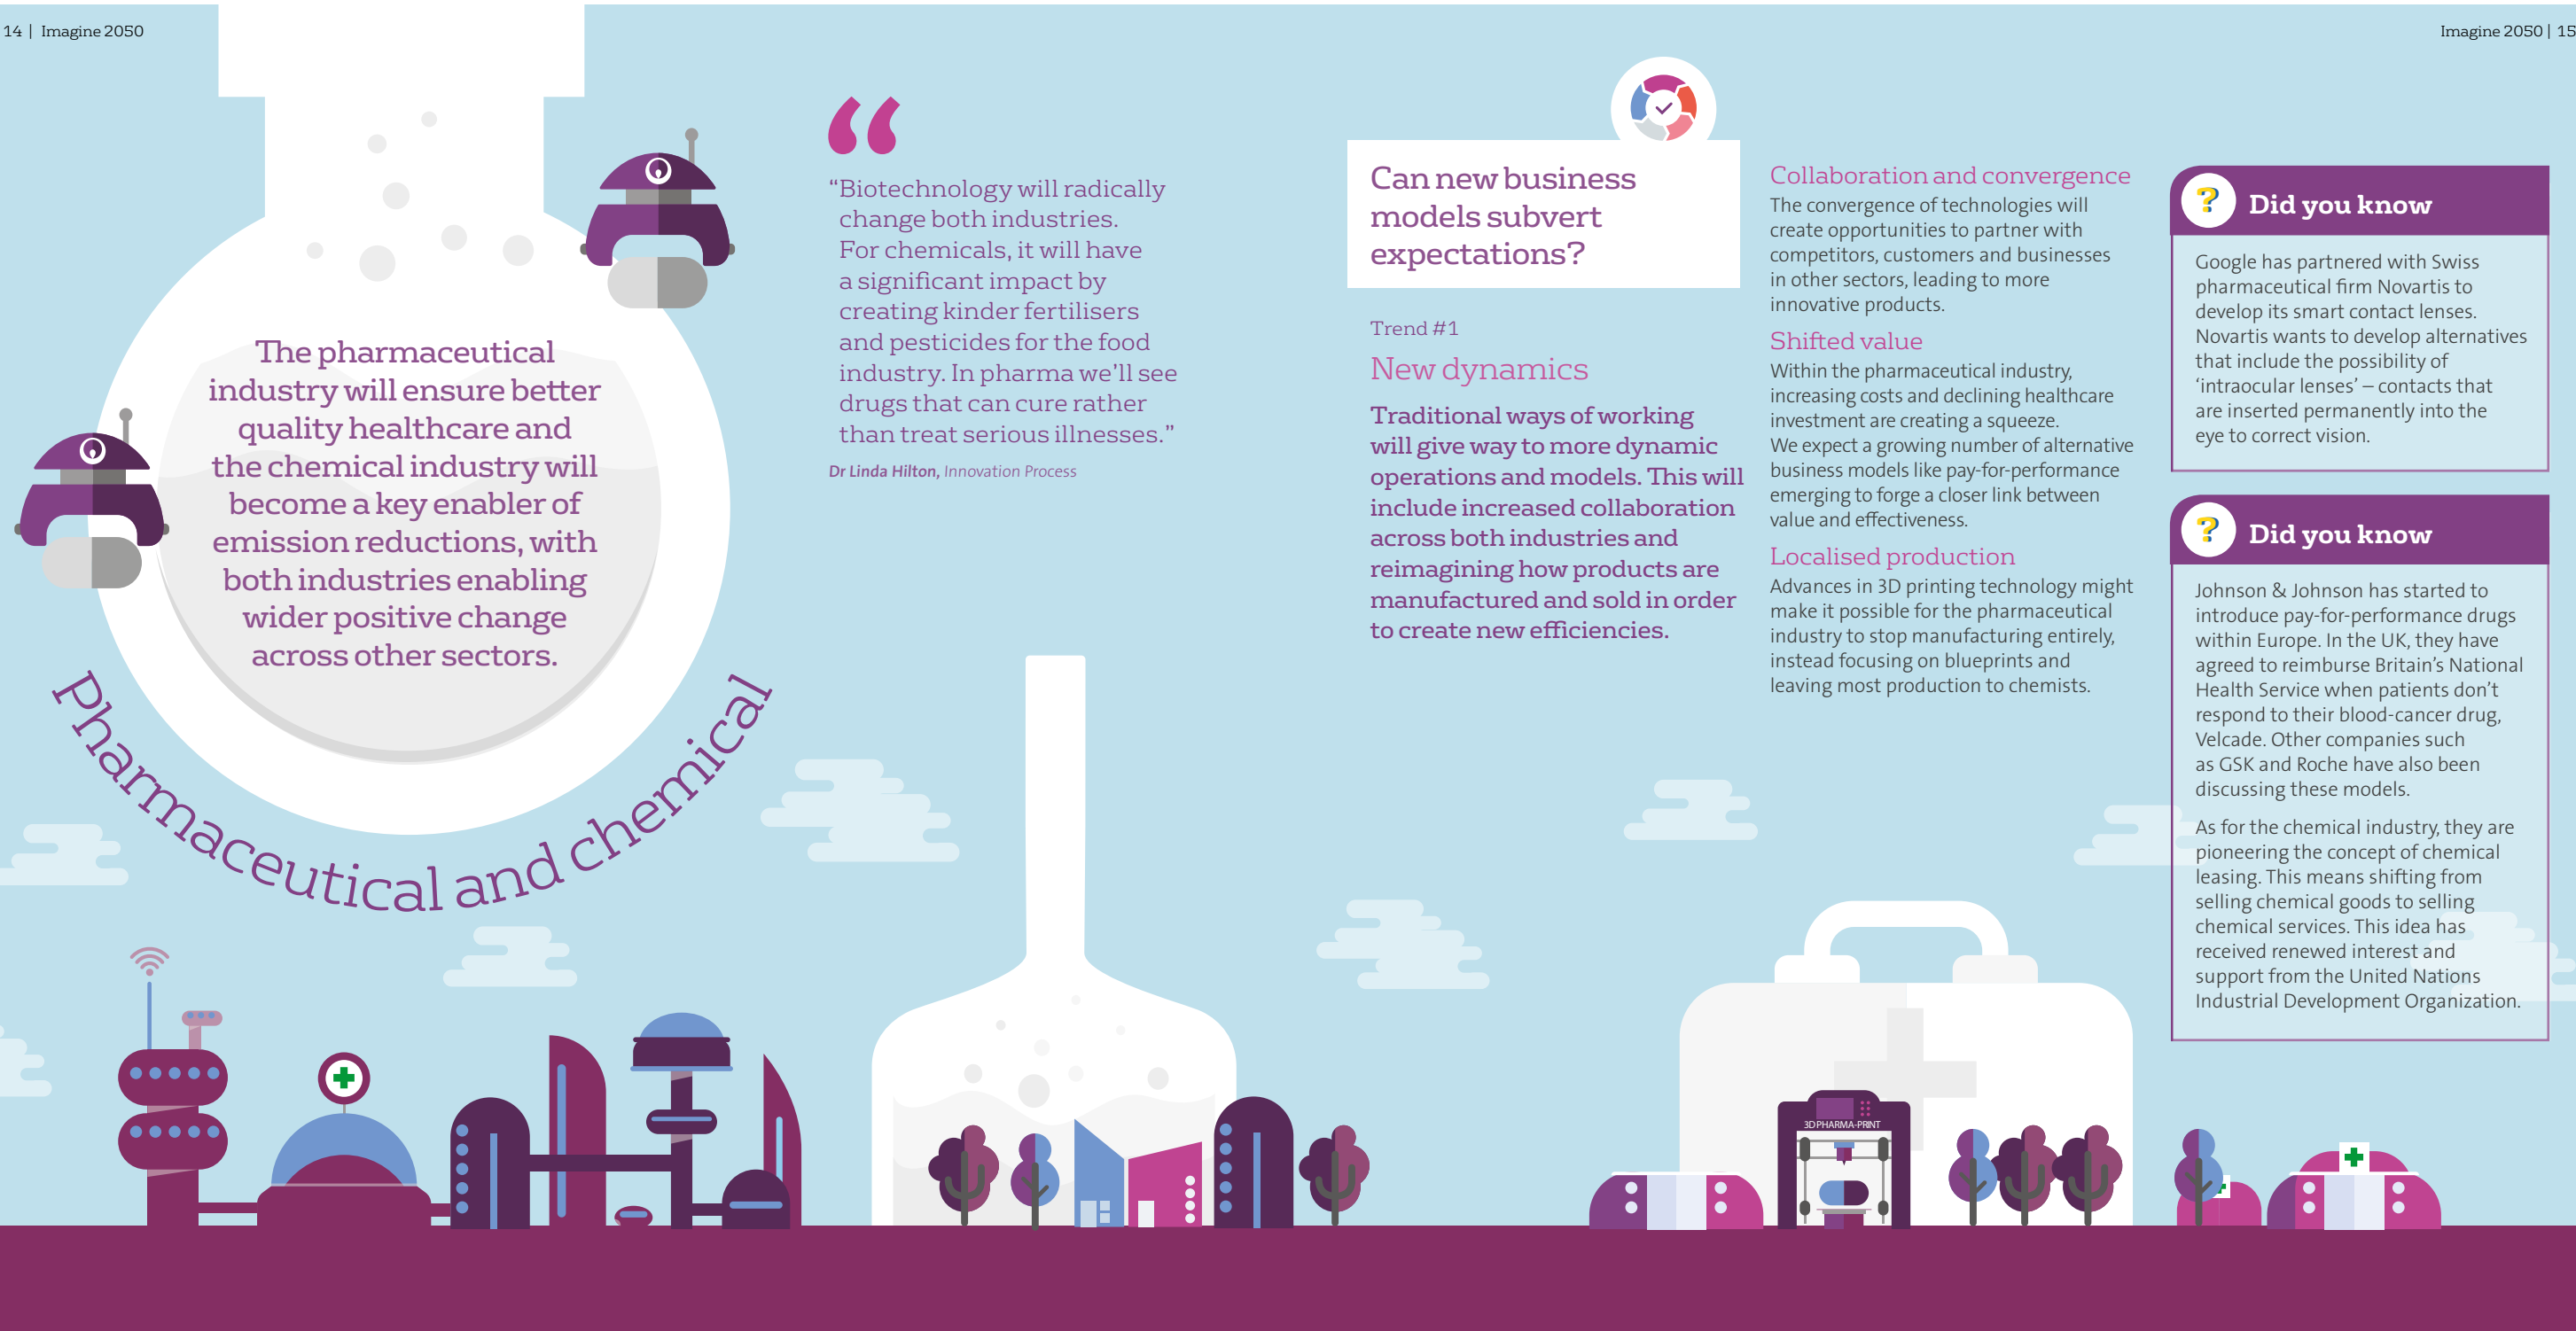 14 | Imagine 2050
Imagine 2050 | 15
The pharmaceutical
industry will ensure better
quality healthcare and
the chemical industry will
become a key enabler of
emission reductions, with
both industries enabling
wider positive change
across other sectors.
Pharmaceutical and chemical
“
“Biotechnology will radically
change both industries.
For chemicals, it will have
a significant impact by
creating kinder fertilisers
and pesticides for the food
industry. In pharma we’ll see
drugs that can cure rather
than treat serious illnesses.”
Dr Linda Hilton, Innovation Process
Can new business
models subvert
expectations?
Trend #1
New dynamics
Traditional ways of working
will give way to more dynamic
operations and models. This will
include increased collaboration
across both industries and
reimagining how products are
manufactured and sold in order
to create new efficiencies.
Collaboration and convergence
The convergence of technologies will
create opportunities to partner with
competitors, customers and businesses
in other sectors, leading to more
innovative products.
Shifted value
Within the pharmaceutical industry,
increasing costs and declining healthcare
investment are creating a squeeze.
We expect a growing number of alternative
business models like pay-for-performance
emerging to forge a closer link between
value and effectiveness.
Localised production
Advances in 3D printing technology might
make it possible for the pharmaceutical
industry to stop manufacturing entirely,
instead focusing on blueprints and
leaving most production to chemists.
? Did you know
Google has partnered with Swiss
pharmaceutical firm Novartis to
develop its smart contact lenses.
Novartis wants to develop alternatives
that include the possibility of
‘intraocular lenses’ – contacts that
are inserted permanently into the
eye to correct vision.
? Did you know
Johnson & Johnson has started to
introduce pay-for-performance drugs
within Europe. In the UK, they have
agreed to reimburse Britain’s National
Health Service when patients don’t
respond to their blood-cancer drug,
Velcade. Other companies such
as GSK and Roche have also been
discussing these models.
As for the chemical industry, they are
pioneering the concept of chemical
leasing. This means shifting from
selling chemical goods to selling
chemical services. This idea has
received renewed interest and
support from the United Nations
Industrial Development Organization.
3D PHARMA-PRINT